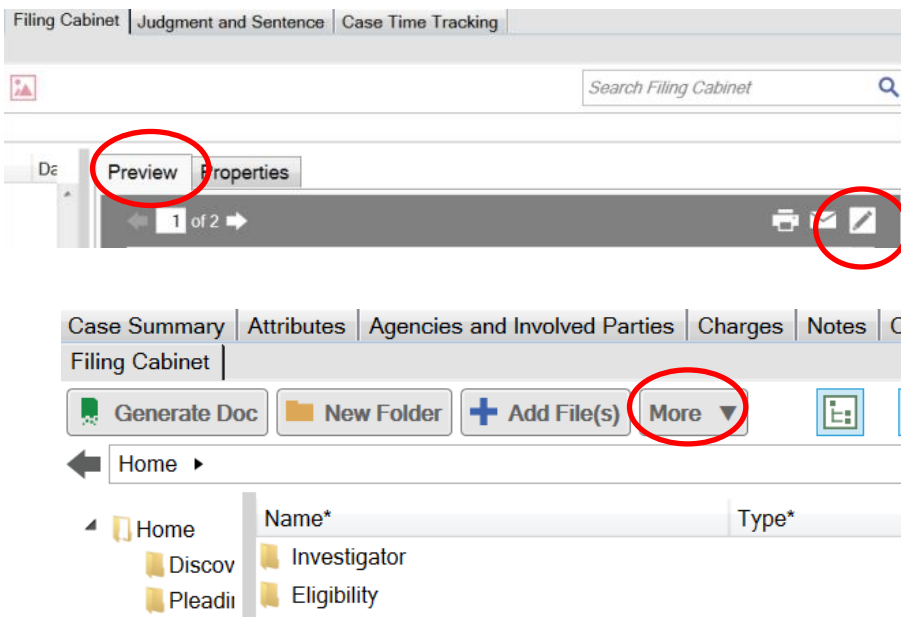 Filing Cabinet Judgment and Sentence Case Time Tracking
Search Filing Cabinet
Preview Properties
1 of 2
Case Summary Attributes Agencies and Involved Parties Charges Notes
Filing Cabinet
Generate Doc New Folder Add File(s) More
Home
Name* Type*
Home Investigator
Discov
Eligibility